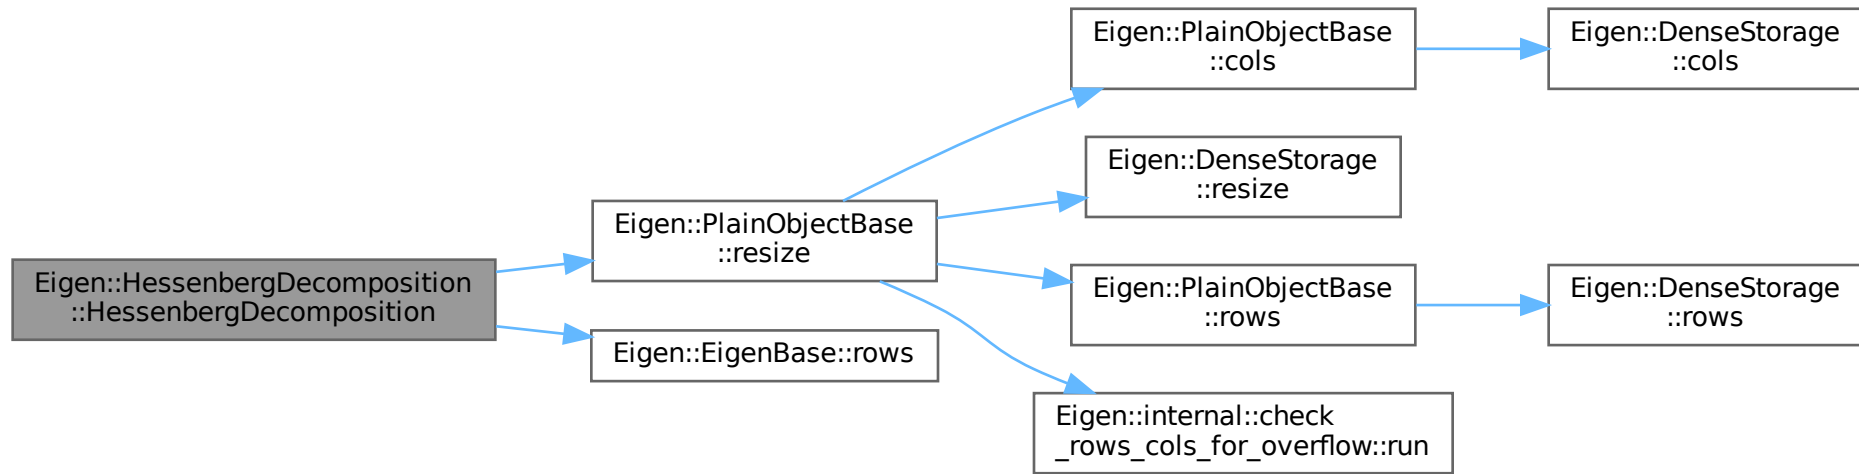 Eigen::HessenbergDecomposition
::HessenbergDecomposition
Eigen::PlainObjectBase
::resize
Eigen::EigenBase::rows
Eigen::PlainObjectBase
::cols
Eigen::DenseStorage
::resize
Eigen::PlainObjectBase
::rows
Eigen::internal::check
_rows_cols_for_overflow::run
Eigen::DenseStorage
::cols
Eigen::DenseStorage
::rows